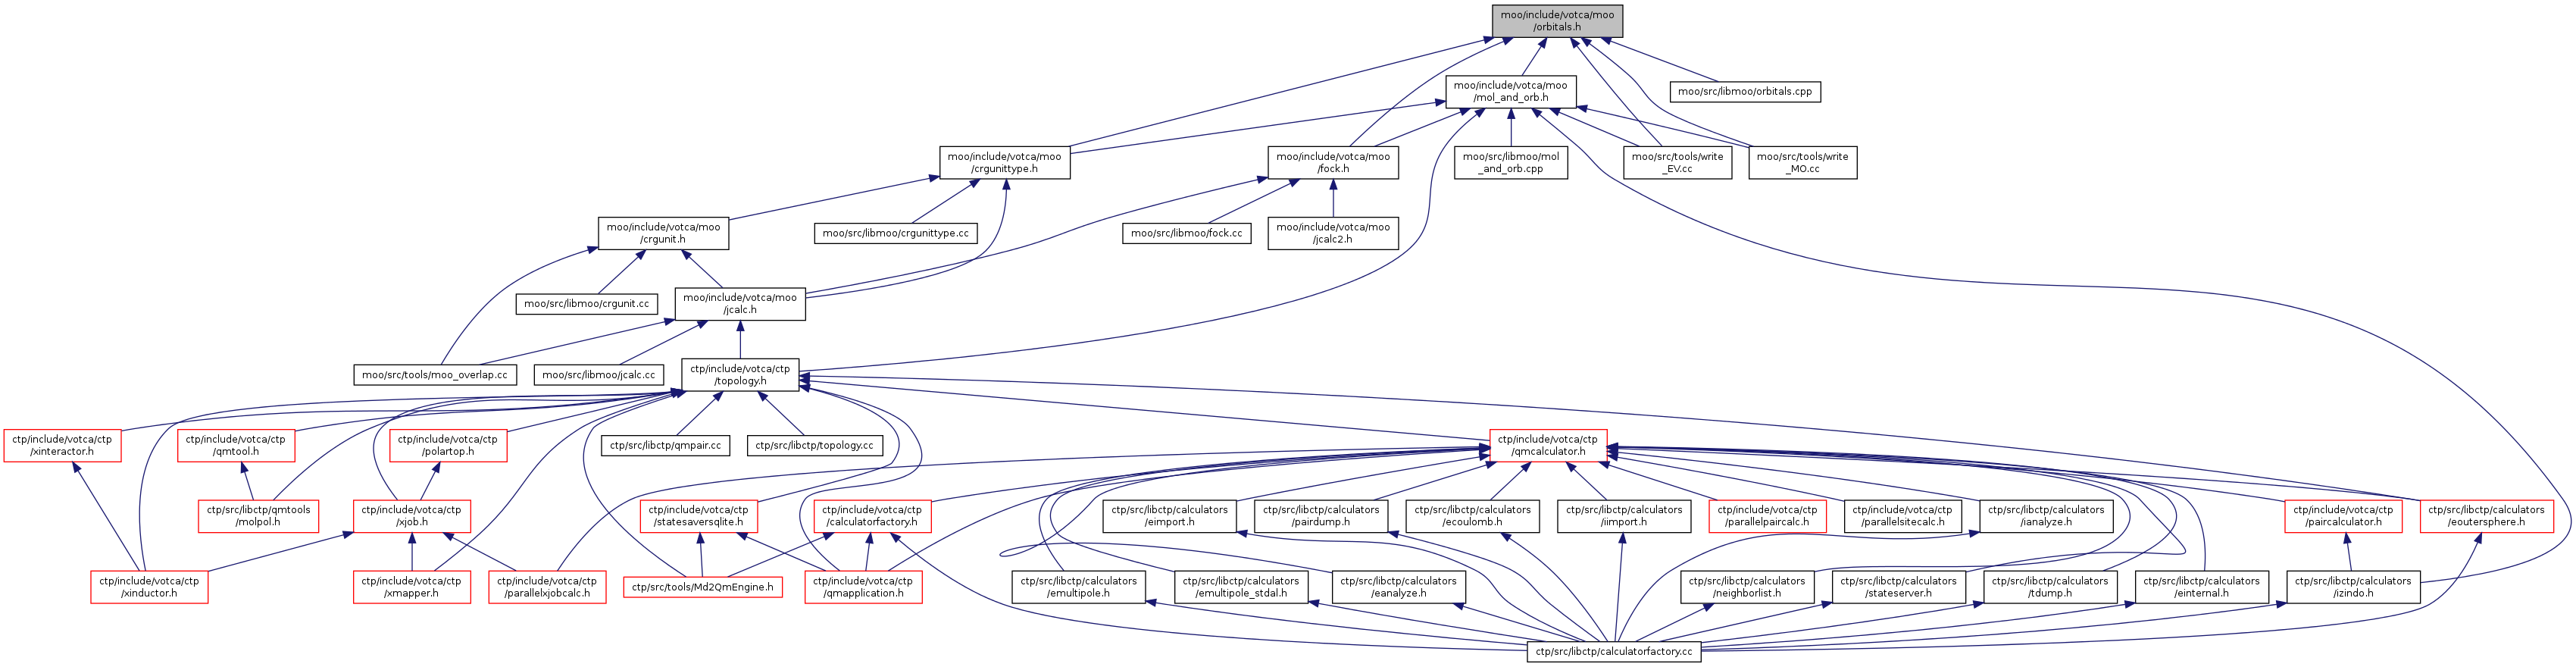 moo/include/votca/moo
/orbitals.h
moo/include/votca/moo
/mol_and_orb.h
moo/src/libmoo/orbitals.cpp
moo/include/votca/moo
/crgunittype.h
moo/include/votca/moo
/fock.h
moo/src/libmoo/mol
_and_orb.cpp
moo/src/tools/write
_EV.cc
moo/src/tools/write
_MO.cc
moo/include/votca/moo
/crgunit.h
moo/src/libmoo/crgunittype.cc
moo/src/libmoo/fock.cc
moo/include/votca/moo
/jcalc2.h
moo/src/libmoo/crgunit.cc
moo/include/votca/moo
/jcalc.h
moo/src/tools/moo_overlap.cc
moo/src/libmoo/jcalc.cc
ctp/include/votca/ctp
/topology.h
ctp/include/votca/ctp
/xinteractor.h
ctp/include/votca/ctp
/qmtool.h
ctp/include/votca/ctp
/polartop.h
ctp/src/libctp/qmpair.cc
ctp/src/libctp/topology.cc
ctp/include/votca/ctp
/qmcalculator.h
ctp/src/libctp/qmtools
/molpol.h
ctp/include/votca/ctp
/xjob.h
ctp/include/votca/ctp
/statesaversqlite.h
ctp/include/votca/ctp
/calculatorfactory.h
ctp/src/libctp/calculators
/eimport.h
ctp/src/libctp/calculators
/pairdump.h
ctp/src/libctp/calculators
/ecoulomb.h
ctp/src/libctp/calculators
/iimport.h
ctp/include/votca/ctp
/parallelpaircalc.h
ctp/include/votca/ctp
/parallelsitecalc.h
ctp/src/libctp/calculators
/ianalyze.h
ctp/include/votca/ctp
/paircalculator.h
ctp/src/libctp/calculators
/eoutersphere.h
ctp/include/votca/ctp
/xinductor.h
ctp/include/votca/ctp
/xmapper.h
ctp/include/votca/ctp
/parallelxjobcalc.h
ctp/src/tools/Md2QmEngine.h
ctp/include/votca/ctp
/qmapplication.h
ctp/src/libctp/calculators
/emultipole.h
ctp/src/libctp/calculators
/emultipole_stdal.h
ctp/src/libctp/calculators
/eanalyze.h
ctp/src/libctp/calculators
/neighborlist.h
ctp/src/libctp/calculators
/stateserver.h
ctp/src/libctp/calculators
/tdump.h
ctp/src/libctp/calculators
/einternal.h
ctp/src/libctp/calculators
/izindo.h
ctp/src/libctp/calculatorfactory.cc